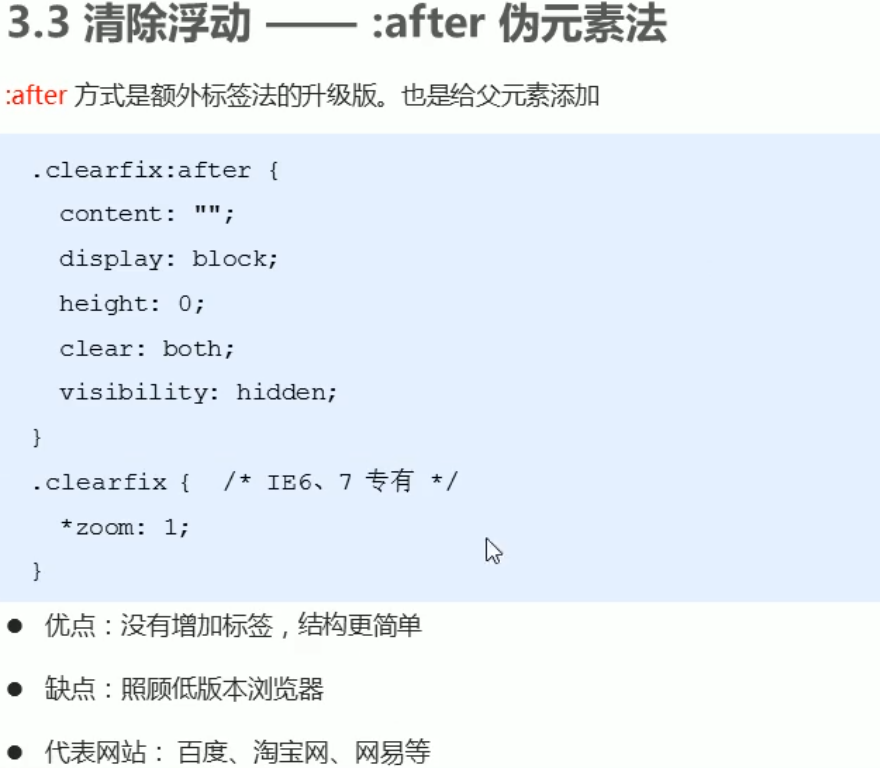 3.3 清除浮动 —— :after 伪元素法
:after 方式是额外标签法的升级版。也是给父元素添加
.clearfix:after {
  content: "";
  display: block;
  height: 0;
  clear: both;
  visibility: hidden;
}
.clearfix {  /* IE6、7 专有 */
  *zoom: 1;
}
● 优点：没有增加标签，结构更简单
● 缺点：照顾低版本浏览器
● 代表网站： 百度、淘宝网、网易等